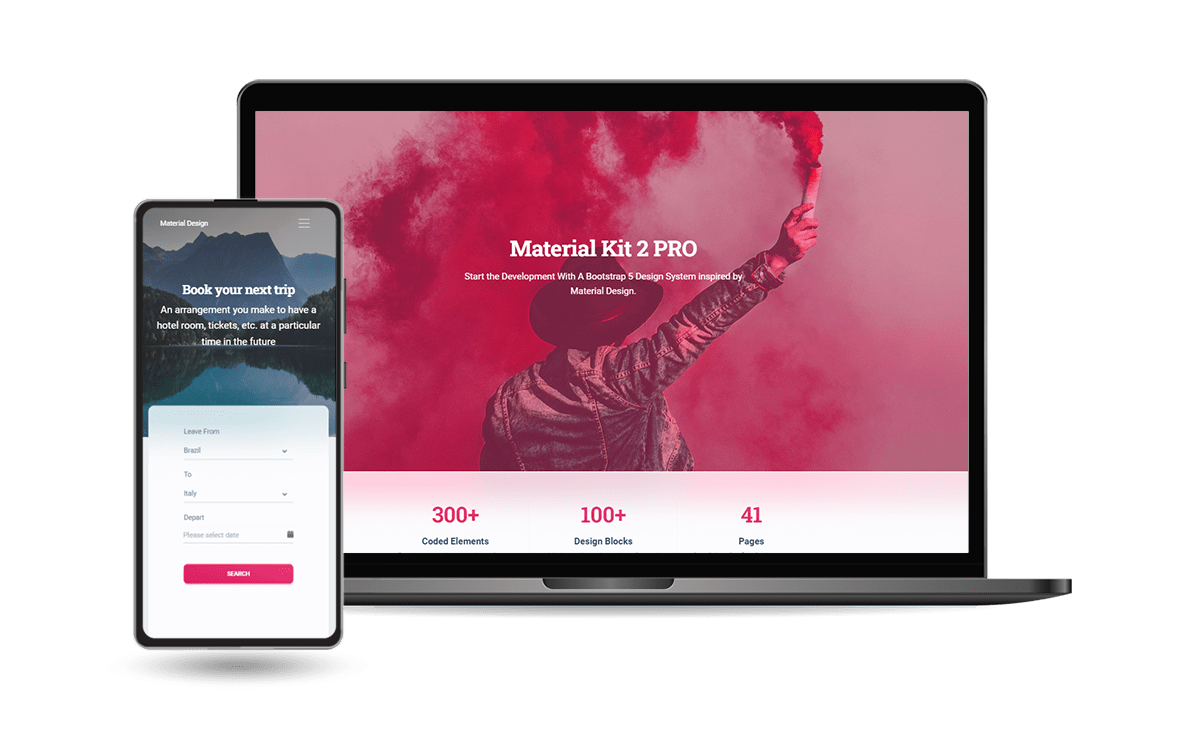 Material Kit 2 PRO
Start the Development With A Bootstrap 5 Design System inspired by
Material Design.
300+
Coded Elements
100+
Design Blocks
41
Pages
Material Design
Book your next trip
An arrangement you make to have a
hotel room, tickets, etc. at a particular
time in the future
Leave From
Brazil
To
Italy
Depart
Please select date
SEARCH